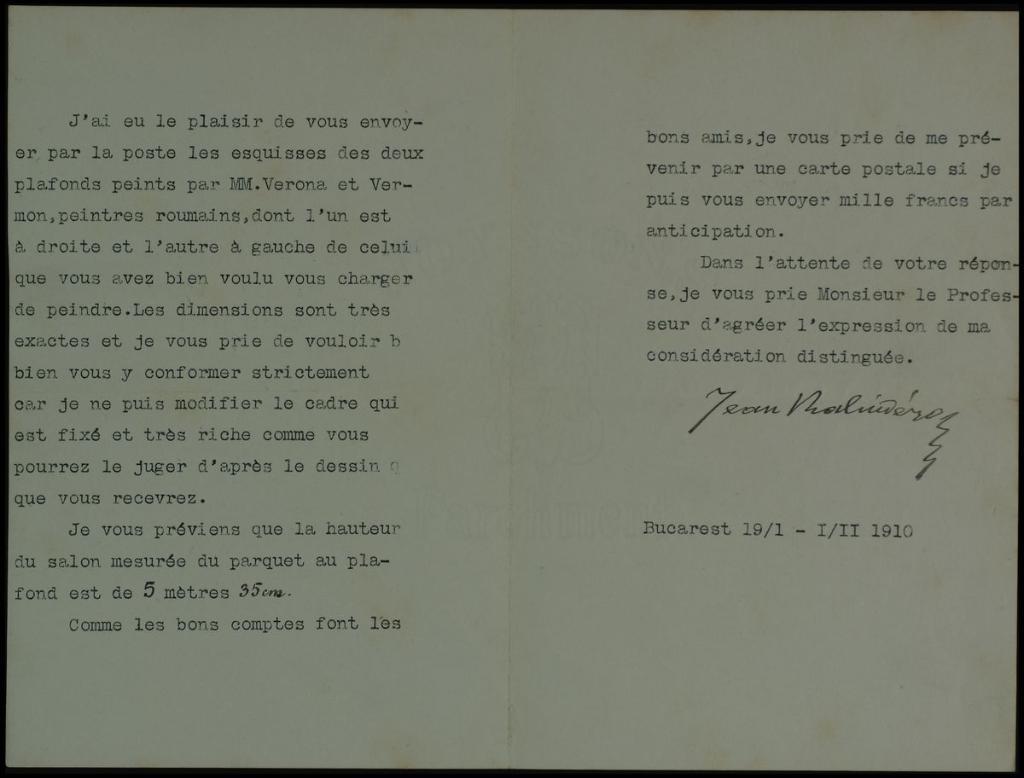 J'ai eu le plaisir de vous envoy-
er par la poste les esquisses des deux
plafonds peints par MM.Verona et Ver-
mon,peintres roumains,dont l'un est
à droite et l'autre à gauche de celui
que vous avez bien voulu vous charger
de peindre.Les dimensions sont très
exactes et je vous prie de vouloir b
bien vous y conformer strictement
car je ne puis modifier le cadre qui
est fixé et très riche comme vous
pourrez le juger d'après le dessin q
que vous recevrez.
Je vous préviens que la hauteur
du salon mesurée du parquet au pla-
fond est de 5 mètres 35cm.
Comme les bons comptes font les
bons amis,je vous prie de me pré-
venir par une carte postale si je
puis vous envoyer mille francs par
anticipation.
Dans l'attente de votre répon-
se,je vous prie Monsieur le Profes-
seur d'agréer l'expression de ma
considération distinguée.
Jean Kalindéro
Bucarest 19/1 - I/II 1910